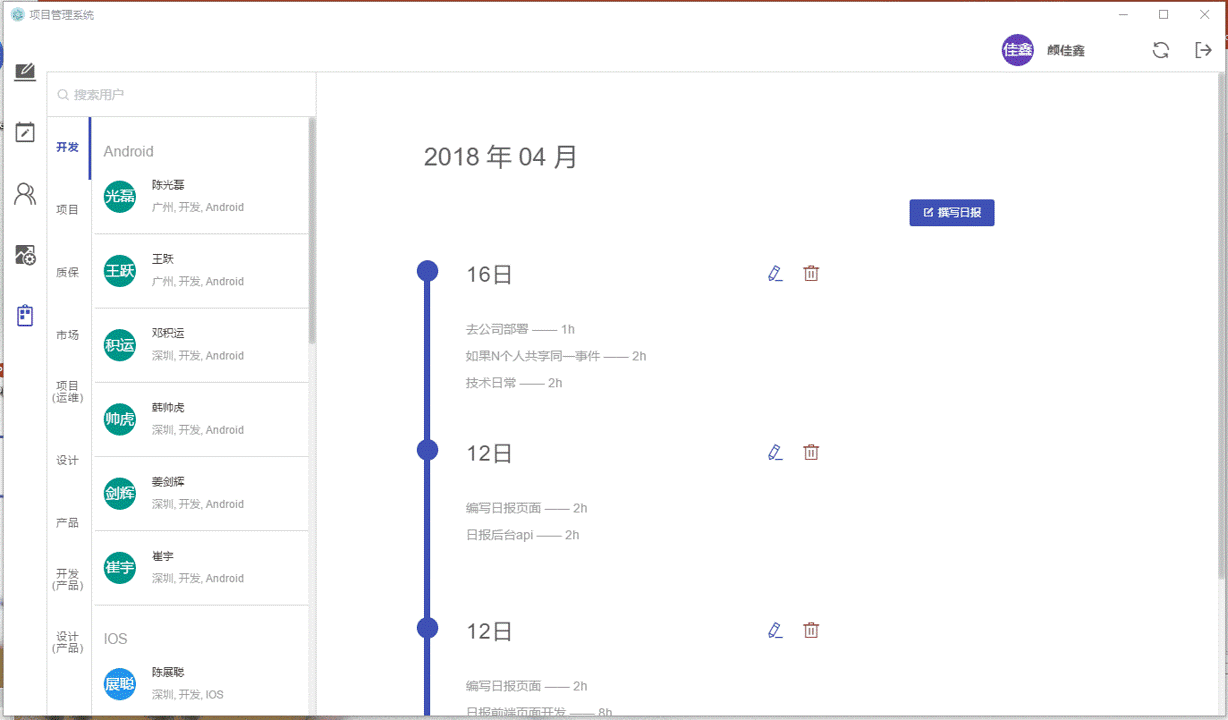 项目管理系统
佳鑫 颜佳鑫
搜索用户
开发
项目
质保
市场
项目
(运维)
设计
产品
开发
(产品)
设计
(产品)
Android
光磊 陈光磊
广州, 开发, Android
王跃 王跃
广州, 开发, Android
积运 邓积运
深圳, 开发, Android
帅虎 韩帅虎
深圳, 开发, Android
剑辉 姜剑辉
深圳, 开发, Android
崔宇 崔宇
深圳, 开发, Android
IOS
展聪 陈展聪
深圳, 开发, IOS
2018 年 04 月
撰写日报
16日
去公司部署 —— 1h
如果N个人共享同一事件 —— 2h
技术日常 —— 2h
12日
编写日报页面 —— 2h
日报后台api —— 2h
12日
编写日报页面 —— 2h
日报前端页面开发 —— 8h